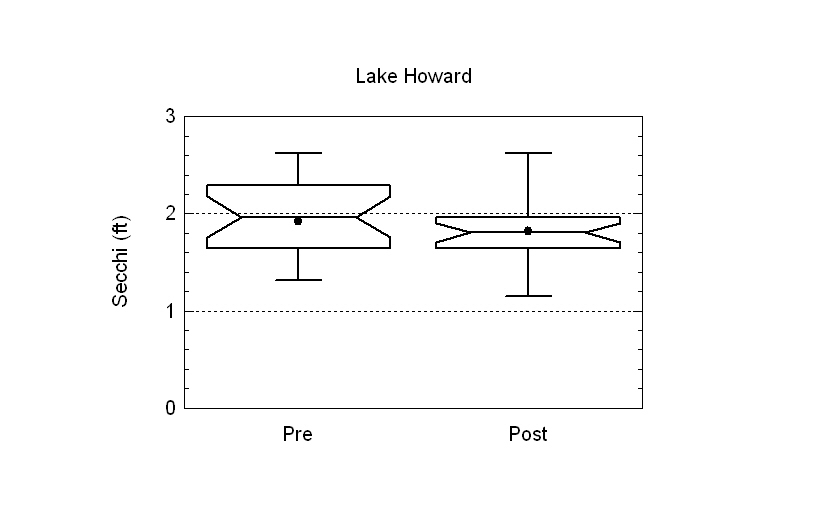 Lake Howard
3
2
1
0
Secchi (ft)
Pre
Post